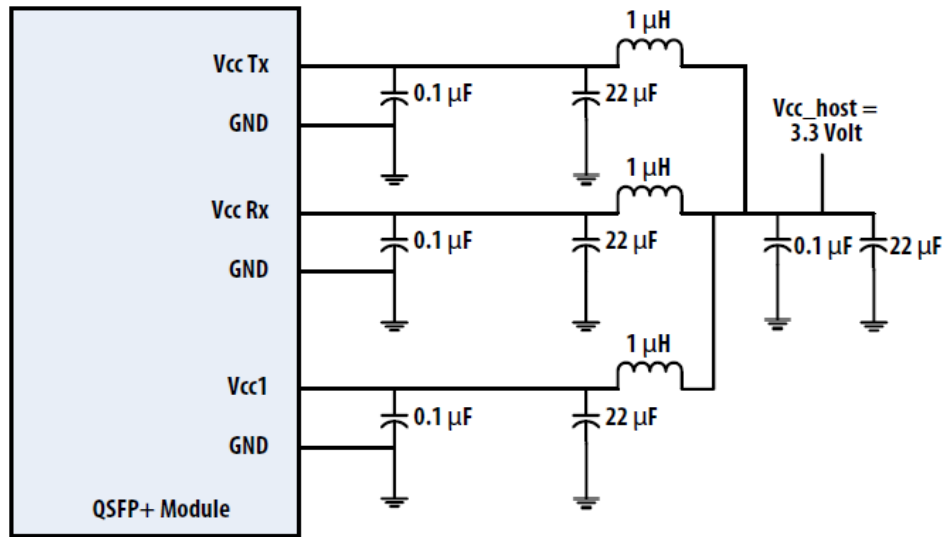 1 µH
Vcc Tx
0.1 µF
22 µF
GND
Vcc_host =
3.3 Volt
1 µH
Vcc Rx
0.1 µF
22 µF
0.1 µF
22 µF
GND
1 µH
Vcc1
0.1 µF
22 µF
GND
QSFP+ Module